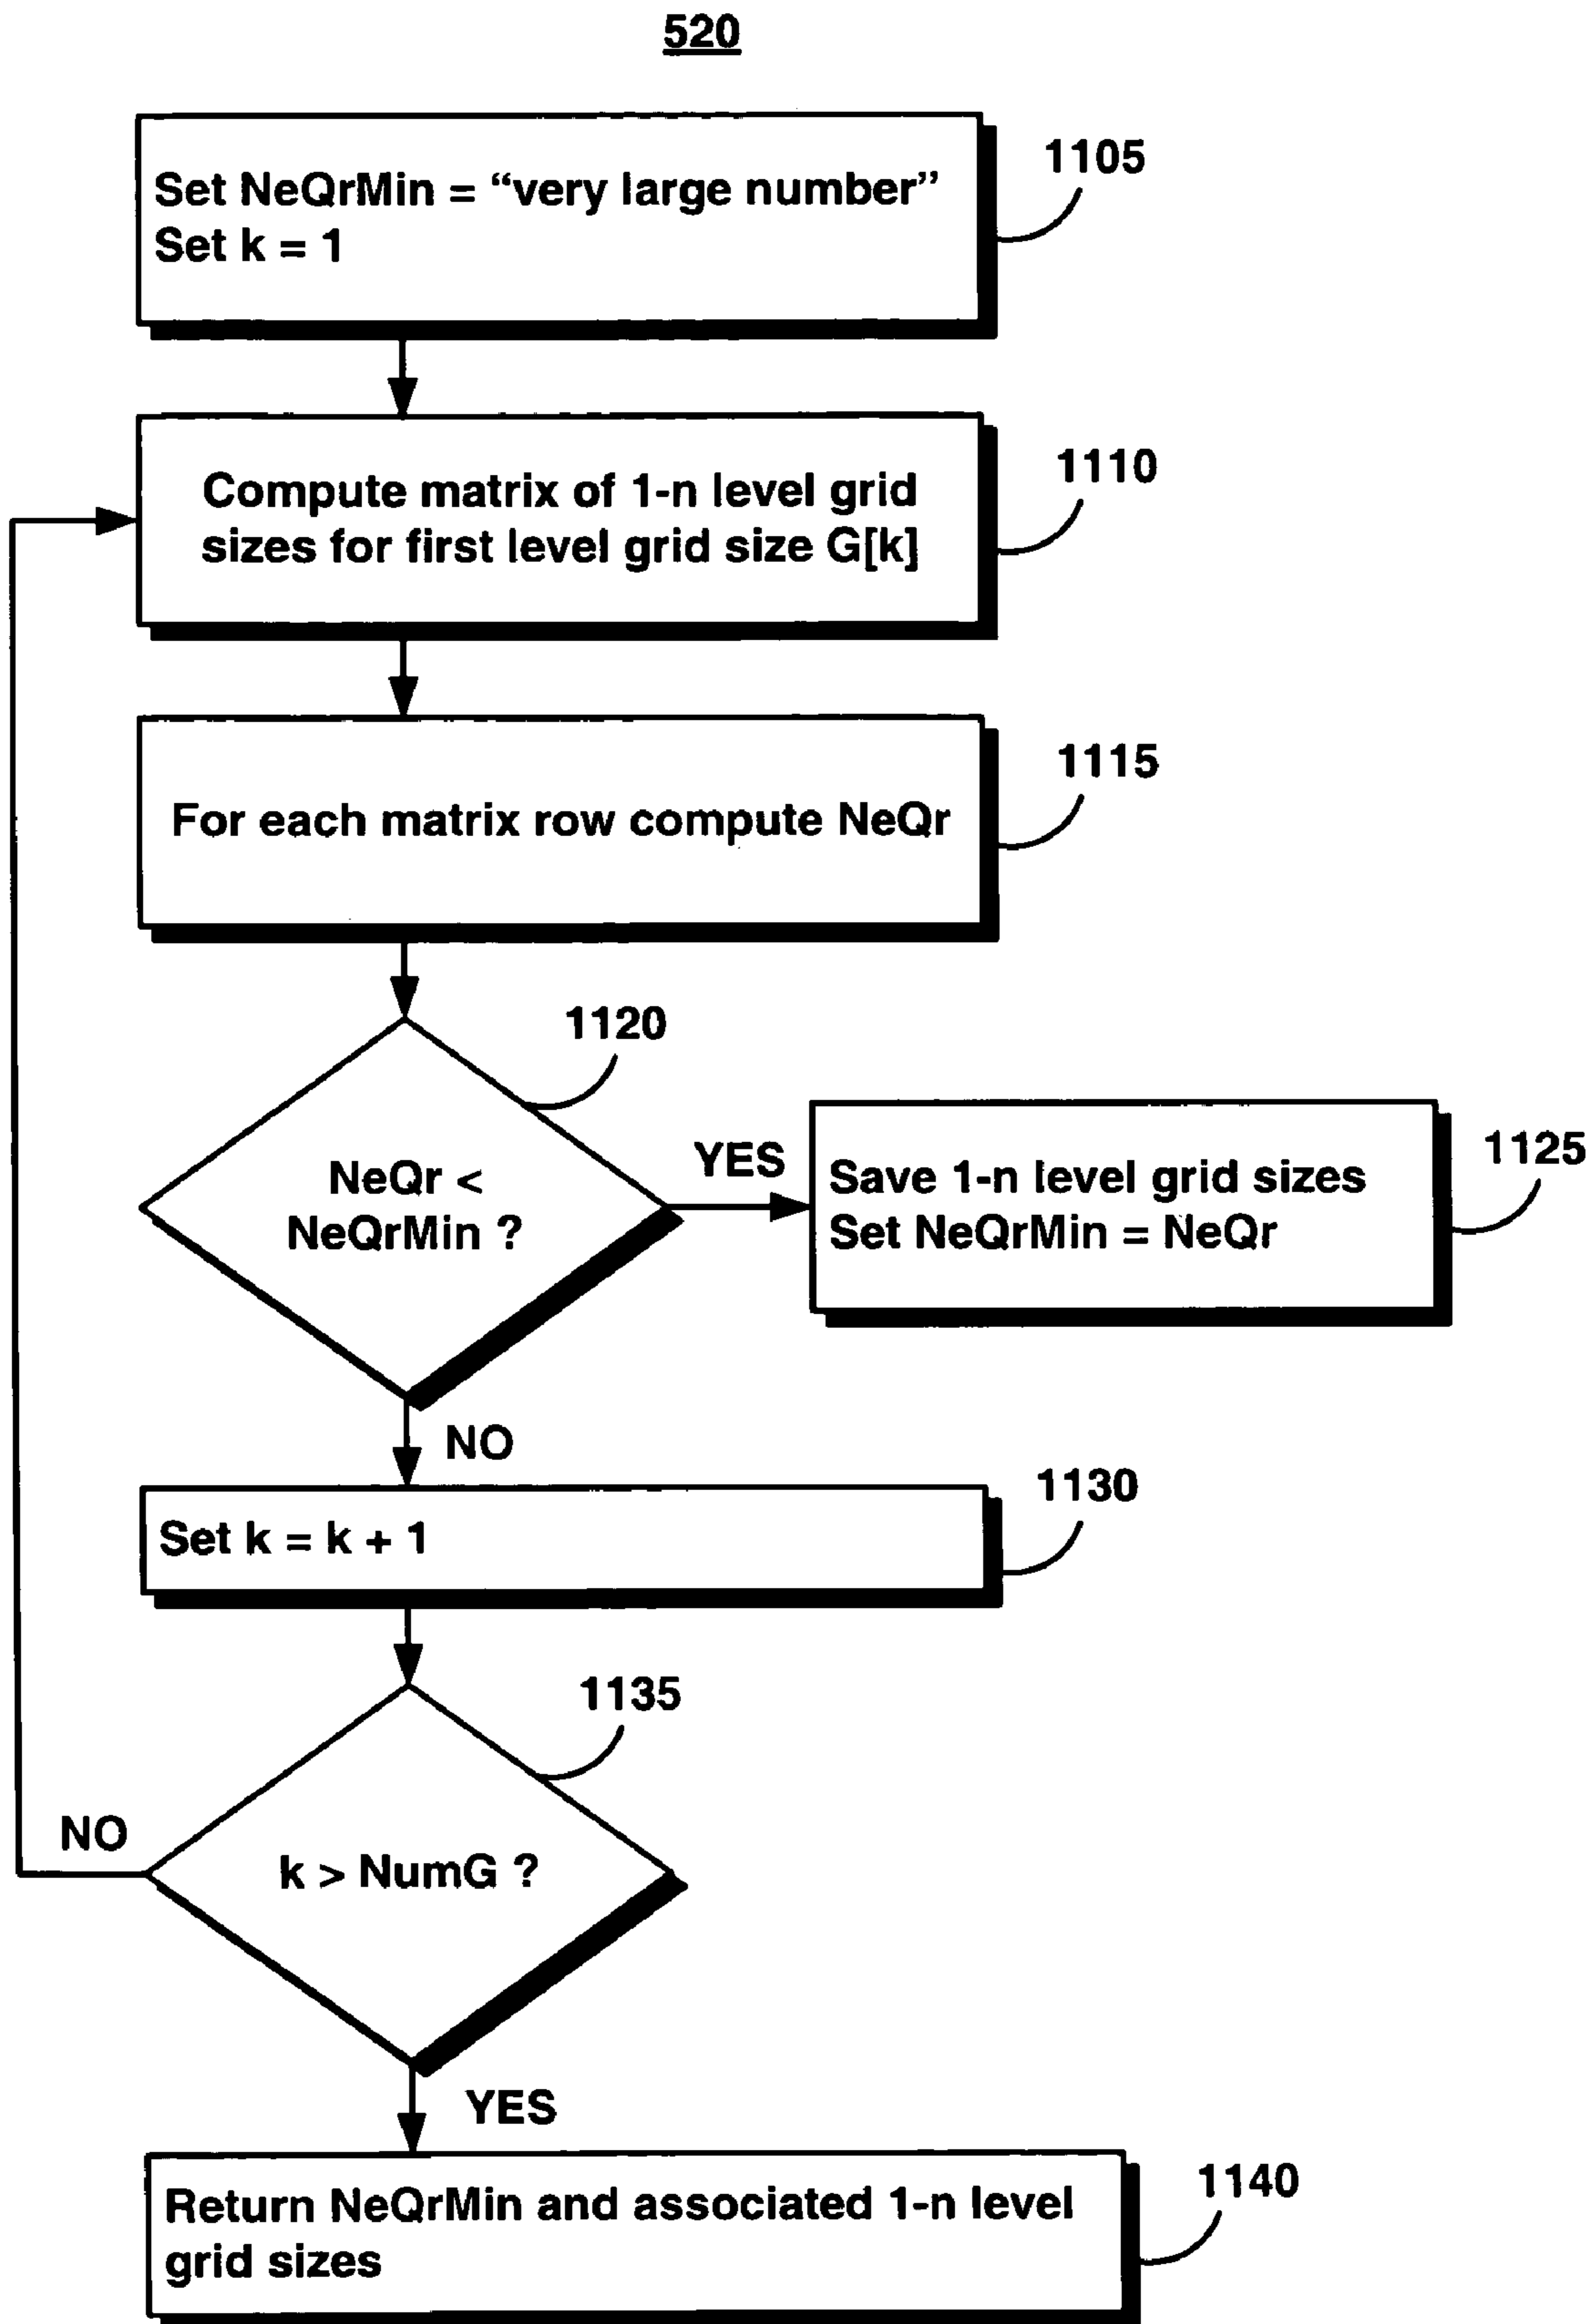 520
Set NeQrMin = “very large number”
Set k = 1
1105
Compute matrix of 1-n level grid
sizes for first level grid size G[k]
1110
For each matrix row compute NeQr
1115
1120
NeQr <
NeQrMin ?
YES
Save 1-n level grid sizes
Set NeQrMin = NeQr
1125
NO
Set k = k + 1
1130
1135
k > NumG ?
NO
YES
Return NeQrMin and associated 1-n level
grid sizes
1140